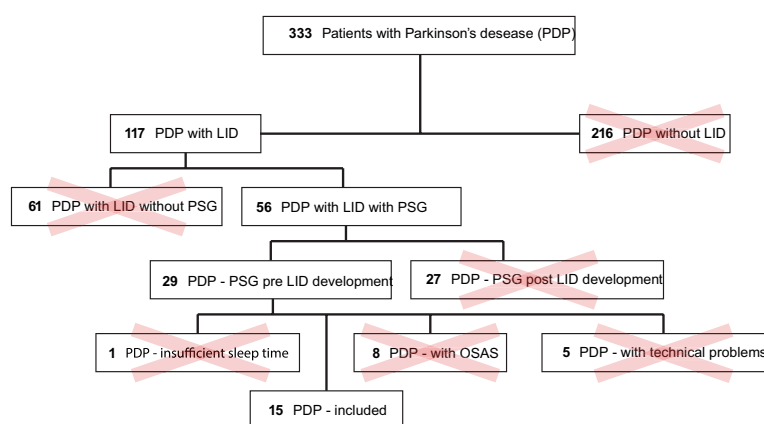 333 Patients with Parkinson's desease (PDP)
117 PDP with LID
216 PDP without LID
61 PDP with LID without PSG
56 PDP with LID with PSG
29 PDP - PSG pre LID development
27 PDP - PSG post LID development
1 PDP - insufficient sleep time
8 PDP - with OSAS
5 PDP - with technical problems
15 PDP - included